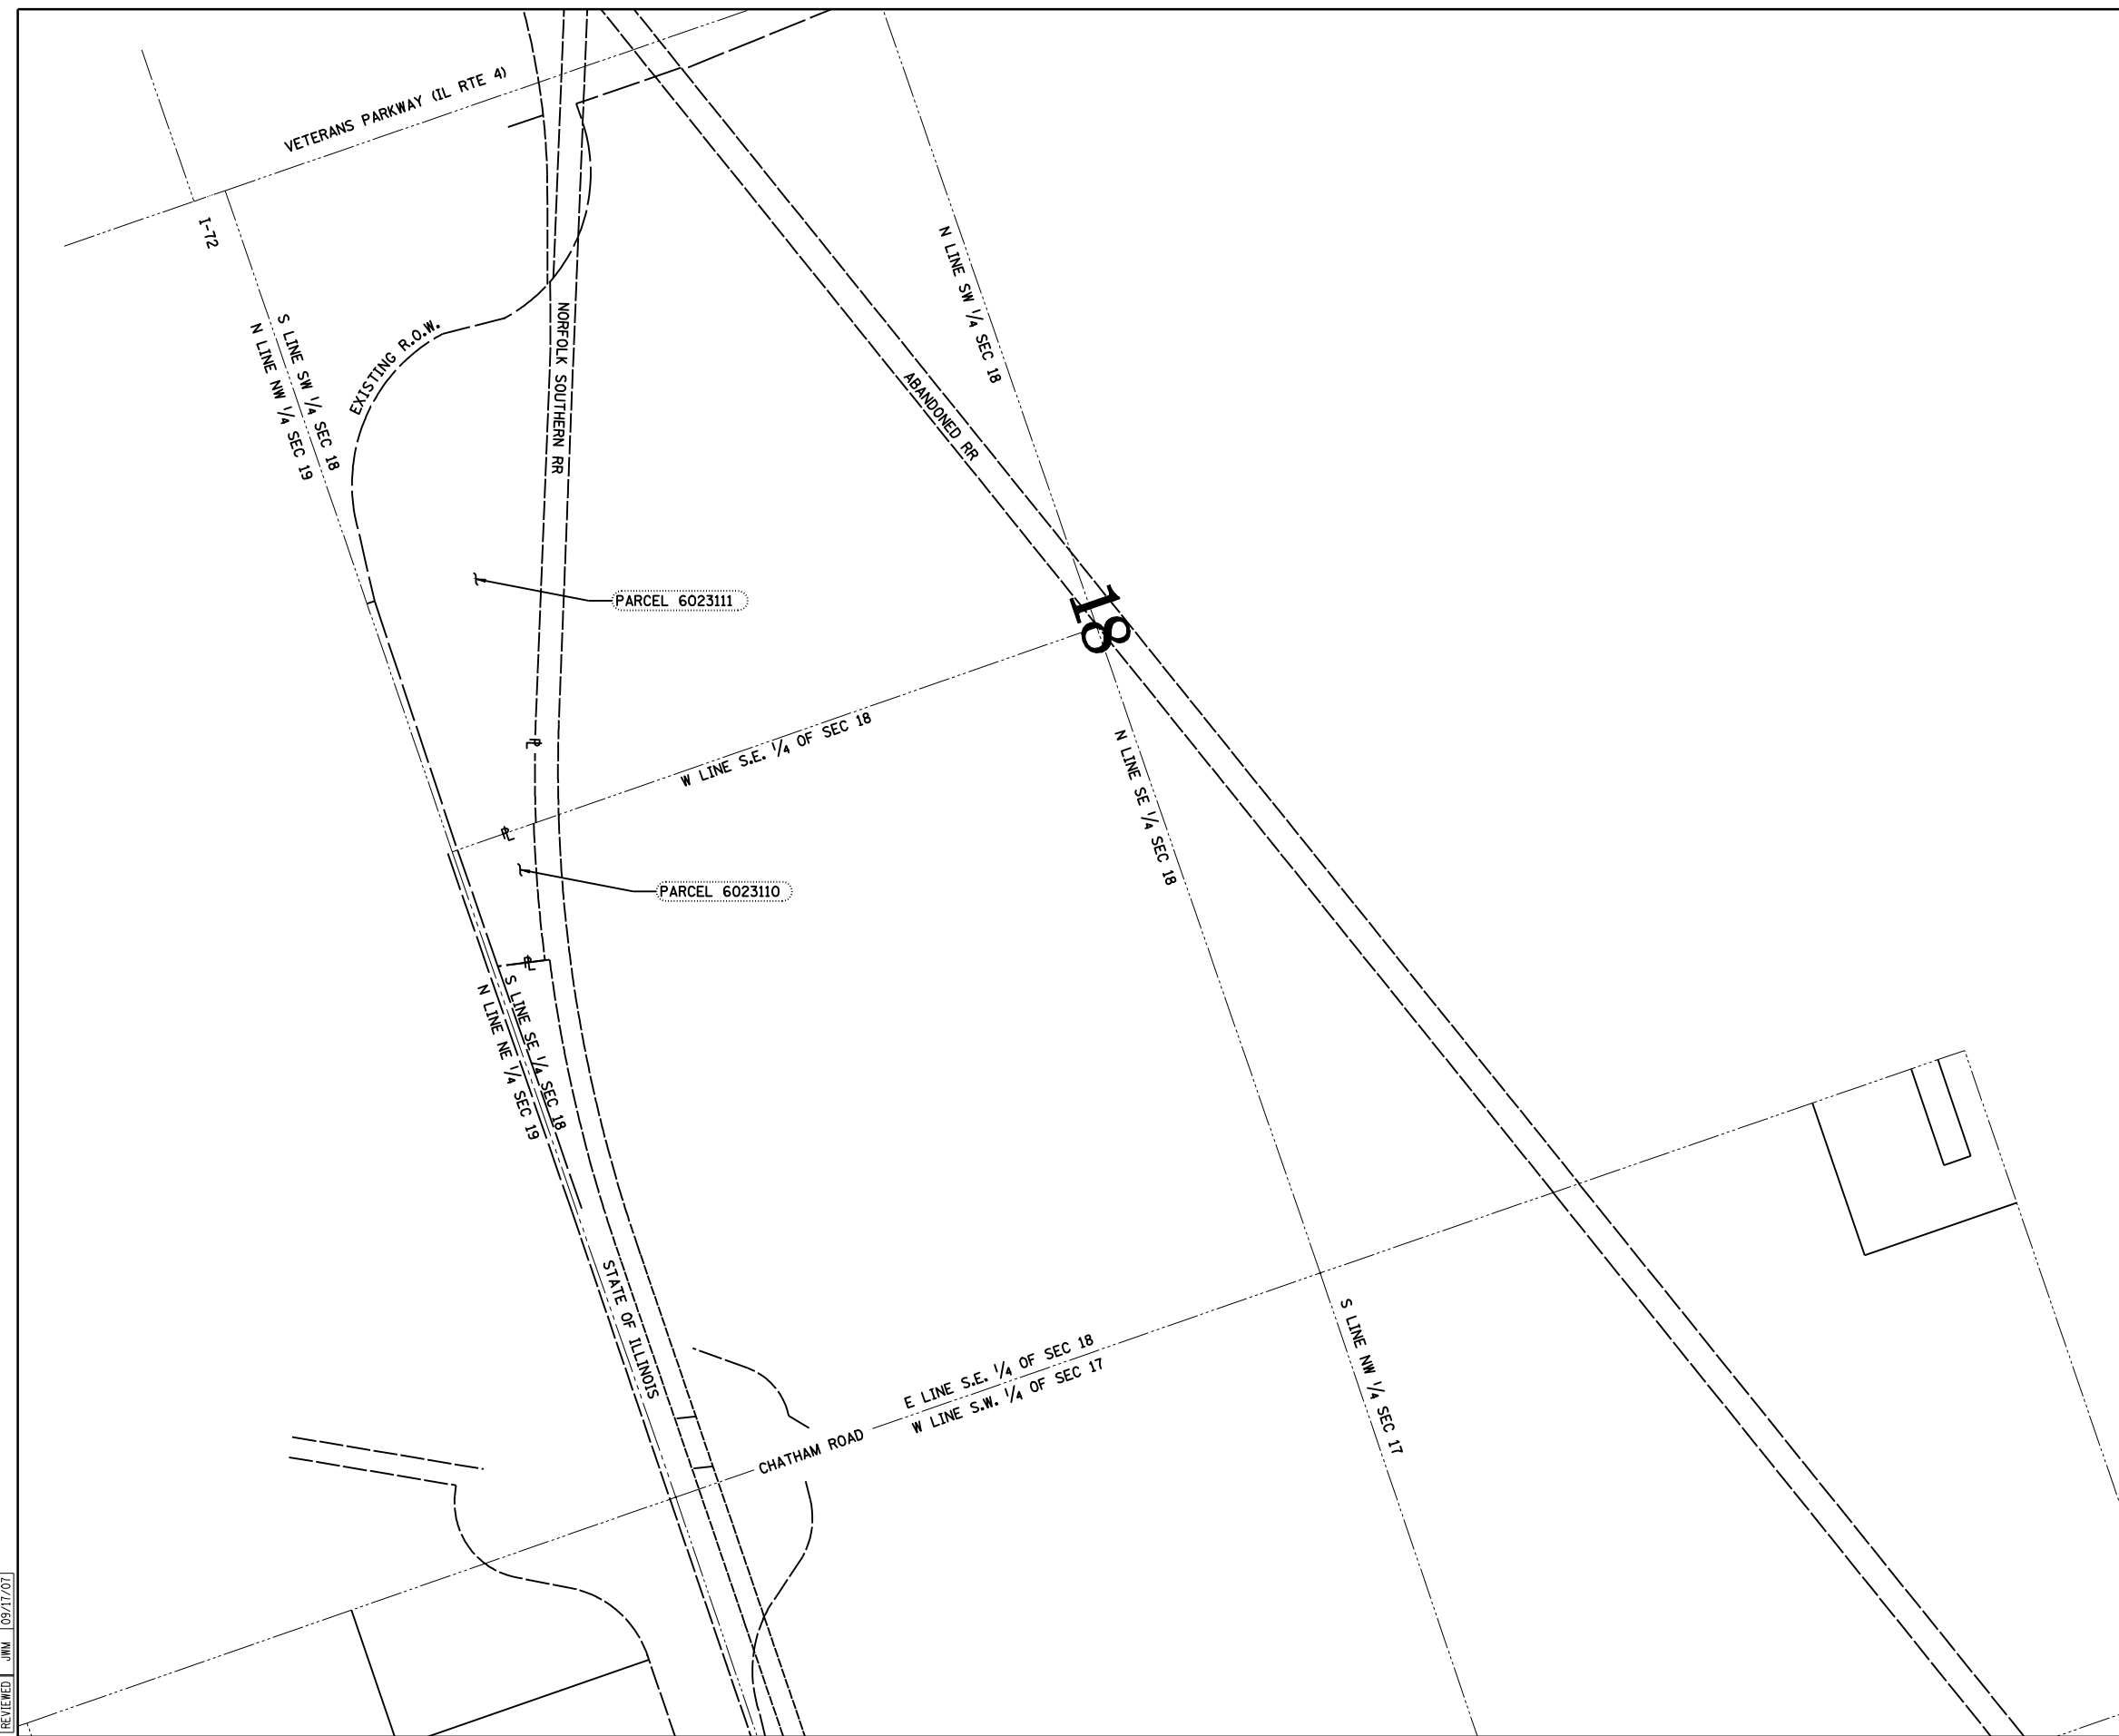 VETERANS PARKWAY (IL RTE 4)
I-72
S LINE SW 1/4 SEC 18
N LINE NW 1/4 SEC 19
EXISTING R.O.W.
NORFOLK SOUTHERN RR
N LINE SW 1/4 SEC 18
ABANDONED RR
PARCEL 6023111
18
W LINE S.E. 1/4 OF SEC 18
PL
PL
PARCEL 6023110
N LINE SE 1/4 SEC 18
PL
S LINE SE 1/4 SEC 18
N LINE NE 1/4 SEC 19
STATE OF ILLINOIS
E LINE S.E. 1/4 OF SEC 18
W LINE S.W. 1/4 OF SEC 17
CHATHAM ROAD
S LINE NW 1/4 SEC 17
REVIEWED JWM 09/17/07